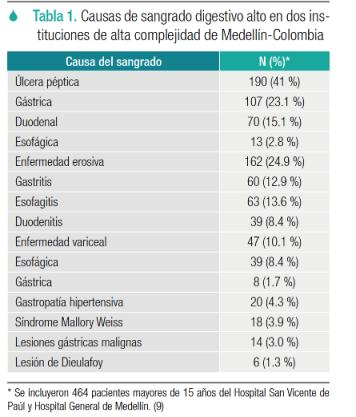 Tabla 1. Causas de sangrado digestivo alto en dos ins-
tituciones de alta complejidad de Medellín-Colombia
Causa del sangrado N (%)*
Úlcera péptica 190 (41 %)
Gástrica 107 (23.1 %)
Duodenal 70 (15.1 %)
Esofágica 13 (2.8 %)
Enfermedad erosiva 162 (24.9 %)
Gastritis 60 (12.9 %)
Esofagitis 63 (13.6 %)
Duodenitis 39 (8.4 %)
Enfermedad variceal 47 (10.1 %)
Esofágica 39 (8.4 %)
Gástrica 8 (1.7 %)
Gastropatía hipertensiva 20 (4.3 %)
Síndrome Mallory Weiss 18 (3.9 %)
Lesiones gástricas malignas 14 (3.0 %)
Lesión de Dieulafoy 6 (1.3 %)
* Se incluyeron 464 pacientes mayores de 15 años del Hospital San Vicente de
Paúl y Hospital General de Medellín. (9)